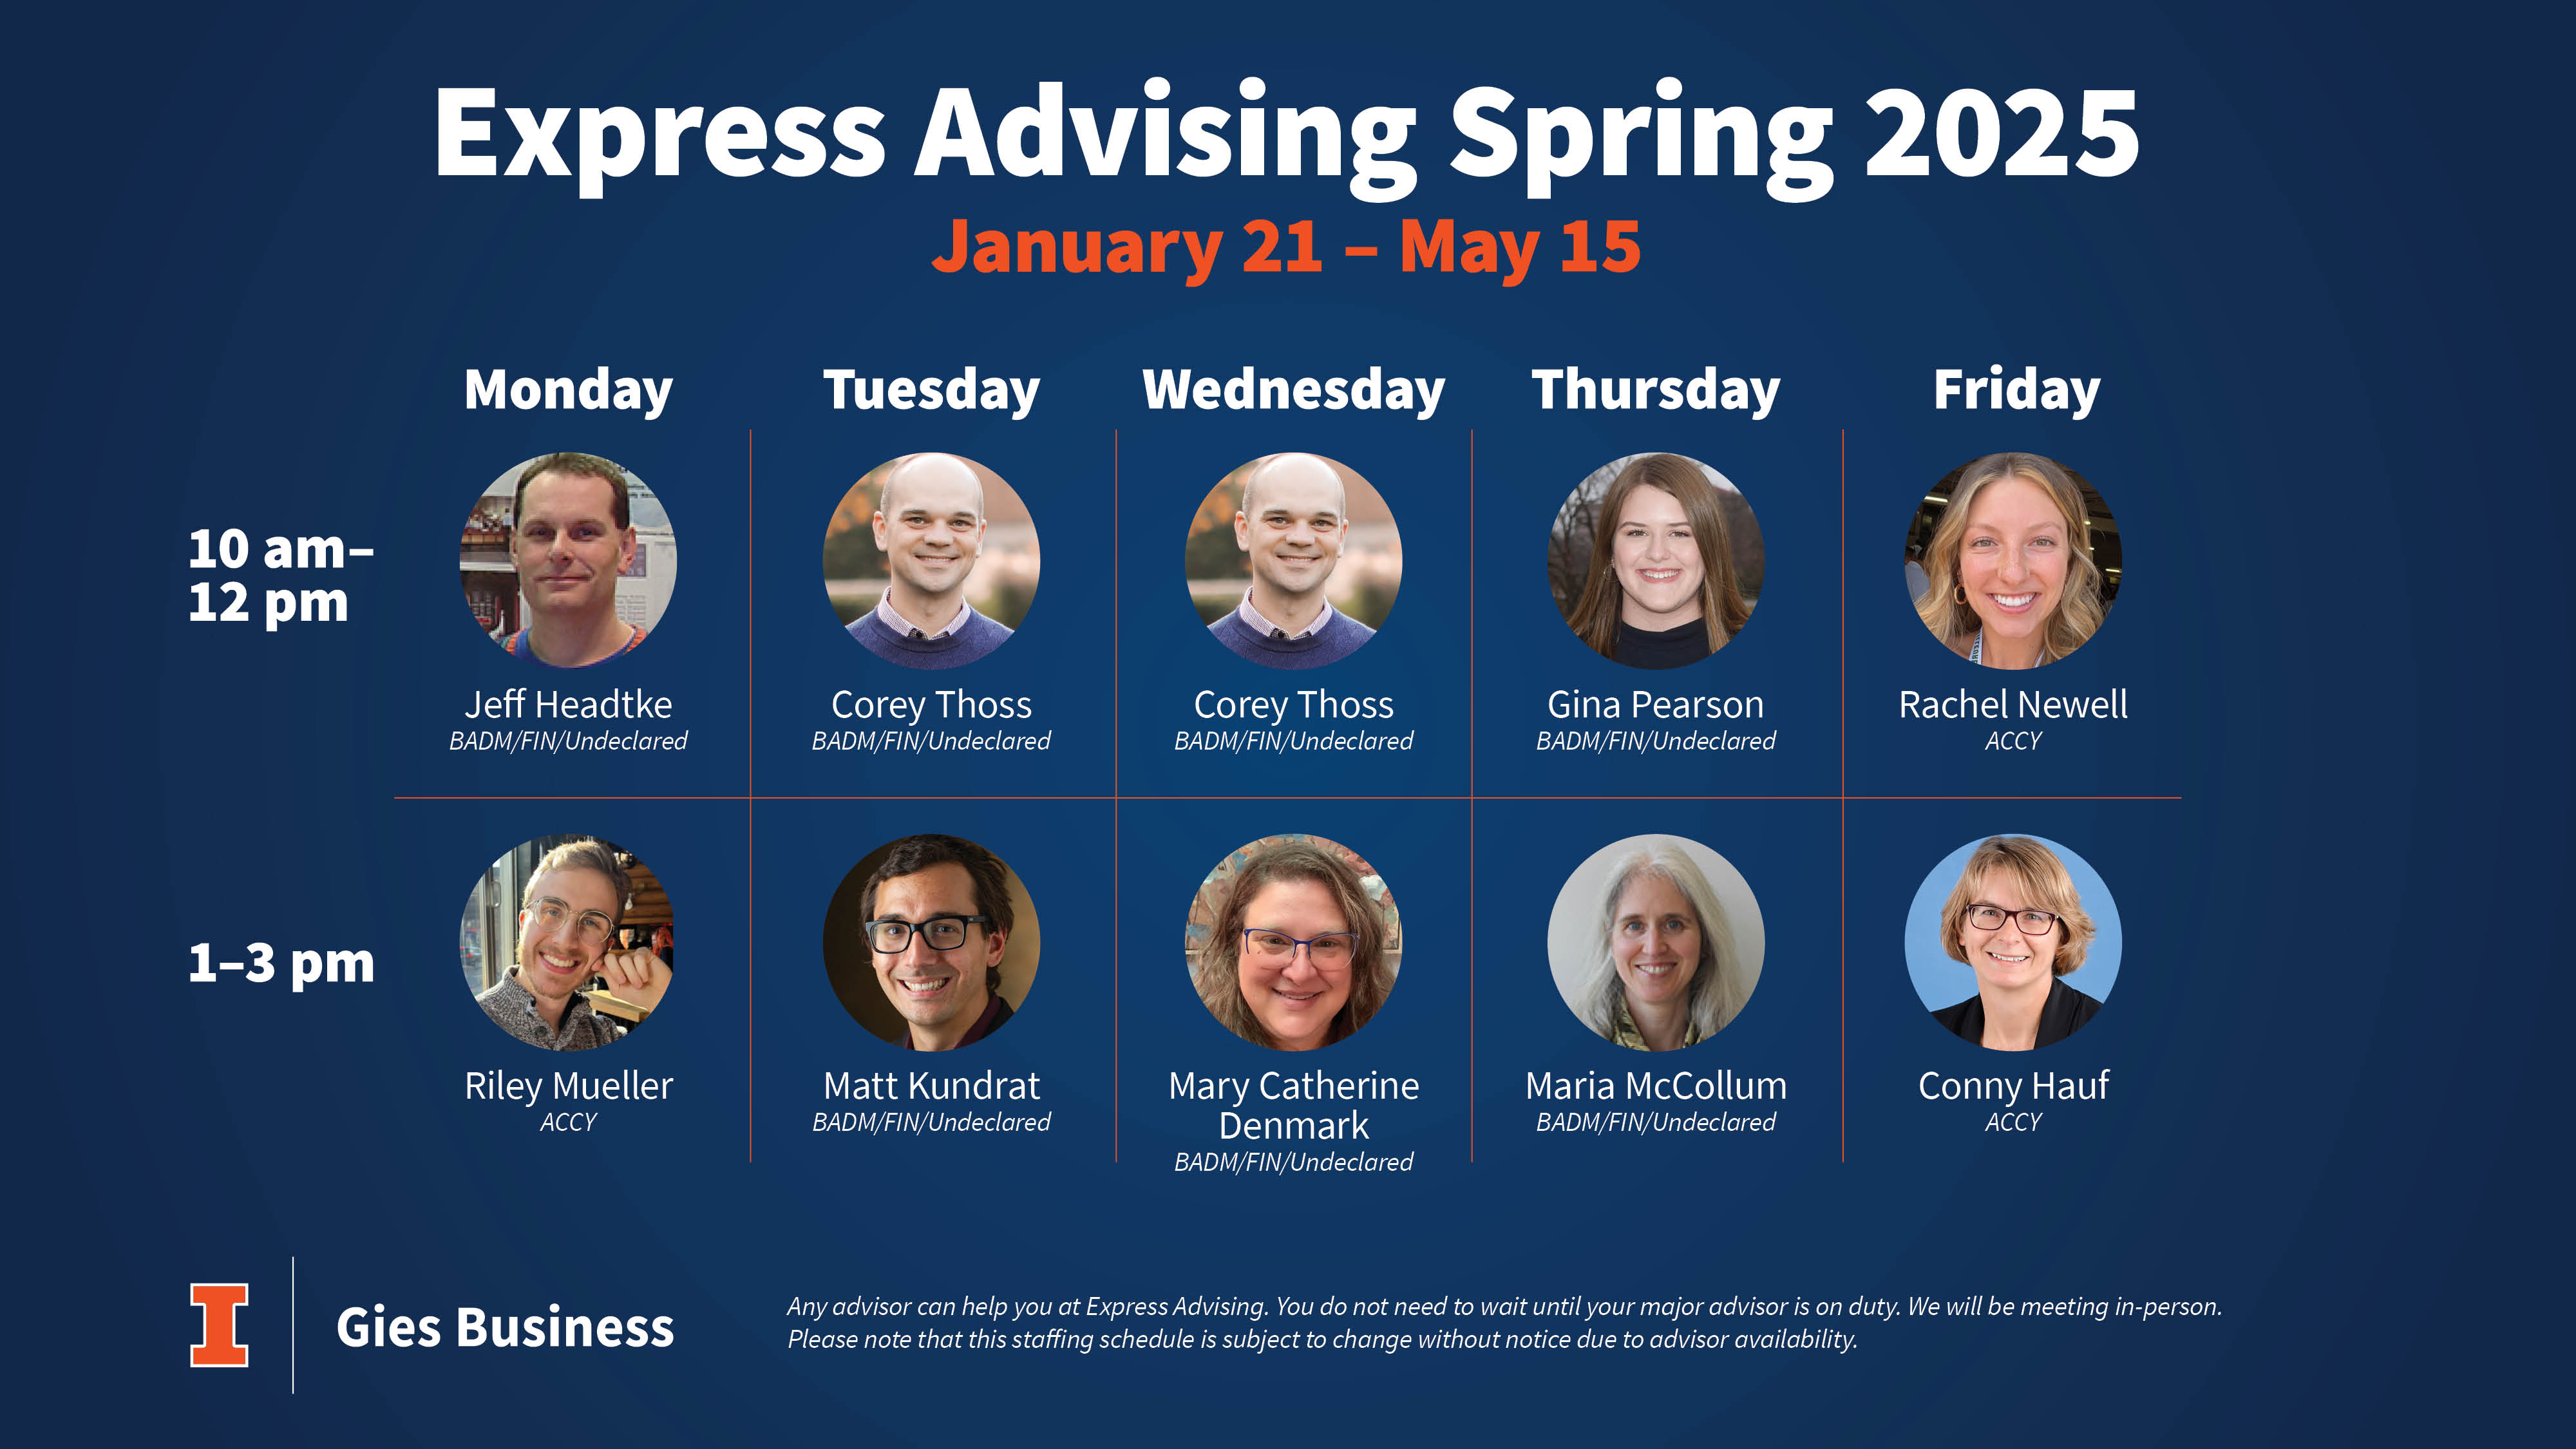 Express Advising Spring 2025
January 21 – May 15
Monday
Tuesday
Wednesday
Thursday
Friday
10 am–
12 pm
Jeff Headtke
BADM/FIN/Undeclared
Corey Thoss
BADM/FIN/Undeclared
Corey Thoss
BADM/FIN/Undeclared
Gina Pearson
BADM/FIN/Undeclared
Rachel Newell
ACCY
1–3 pm
Riley Mueller
ACCY
Matt Kundrat
BADM/FIN/Undeclared
Mary Catherine
Denmark
BADM/FIN/Undeclared
Maria McCollum
BADM/FIN/Undeclared
Conny Hauf
ACCY
I
Gies Business
Any advisor can help you at Express Advising. You do not need to wait until your major advisor is on duty. We will be meeting in-person.
Please note that this staffing schedule is subject to change without notice due to advisor availability.